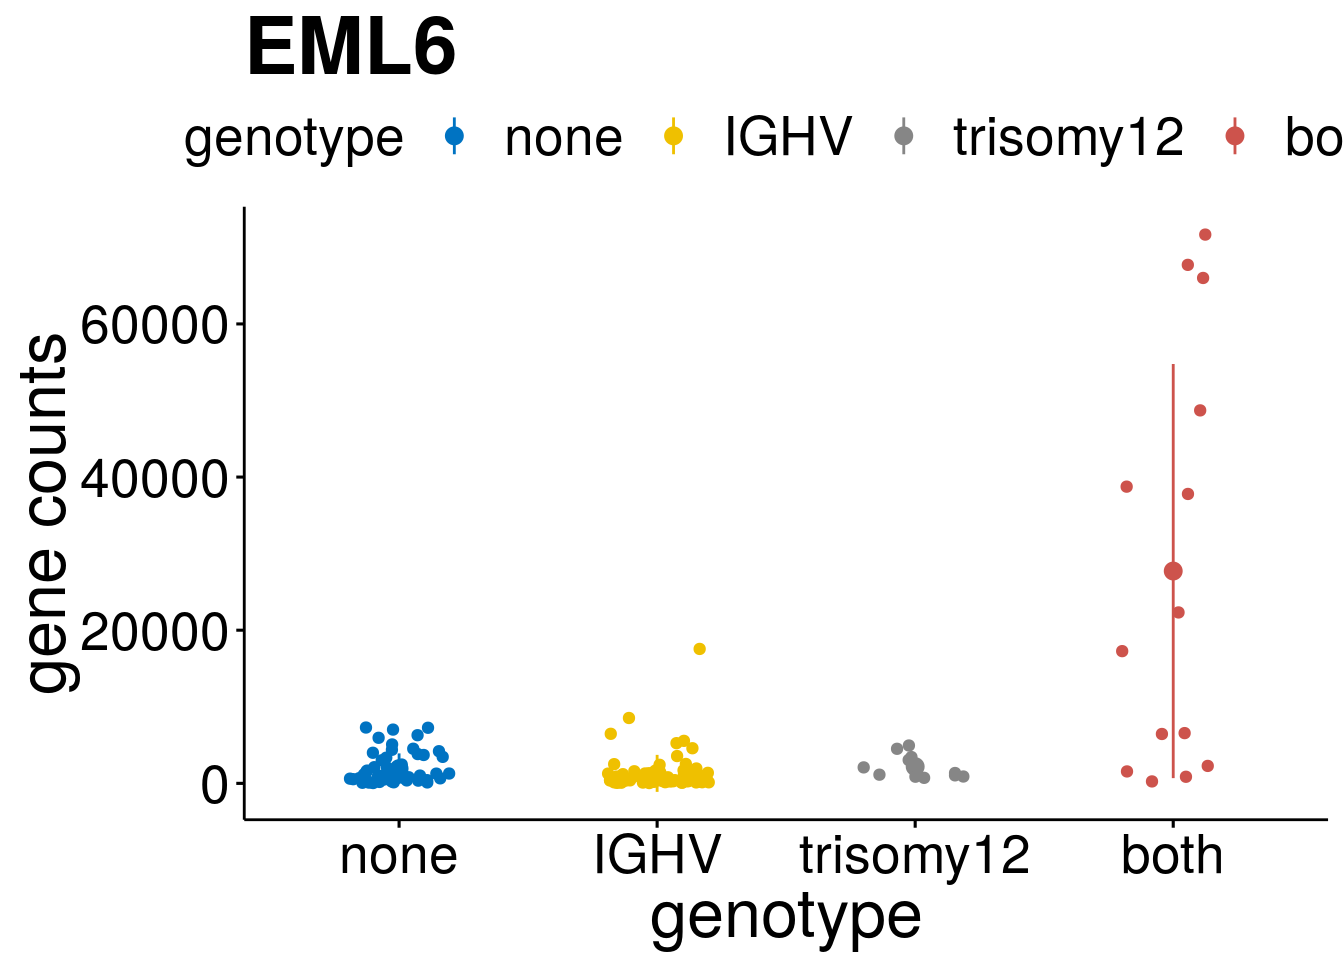 EML6
genotype none IGHV trisomy12 bo
gene counts
60000
40000
20000
0
none IGHV trisomy12 both
genotype